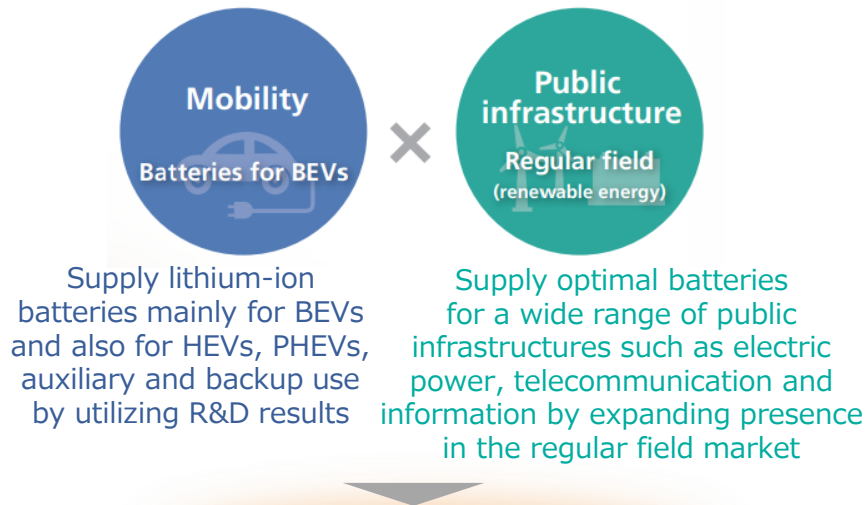 Mobility
Batteries for BEVs
×
Public
infrastructure
Regular field
(renewable energy)
Supply lithium-ion
batteries mainly for BEVs
and also for HEVs, PHEVs,
auxiliary and backup use
by utilizing R&D results
Supply optimal batteries
for a wide range of public
infrastructures such as electric
power, telecommunication and
information by expanding presence
in the regular field market